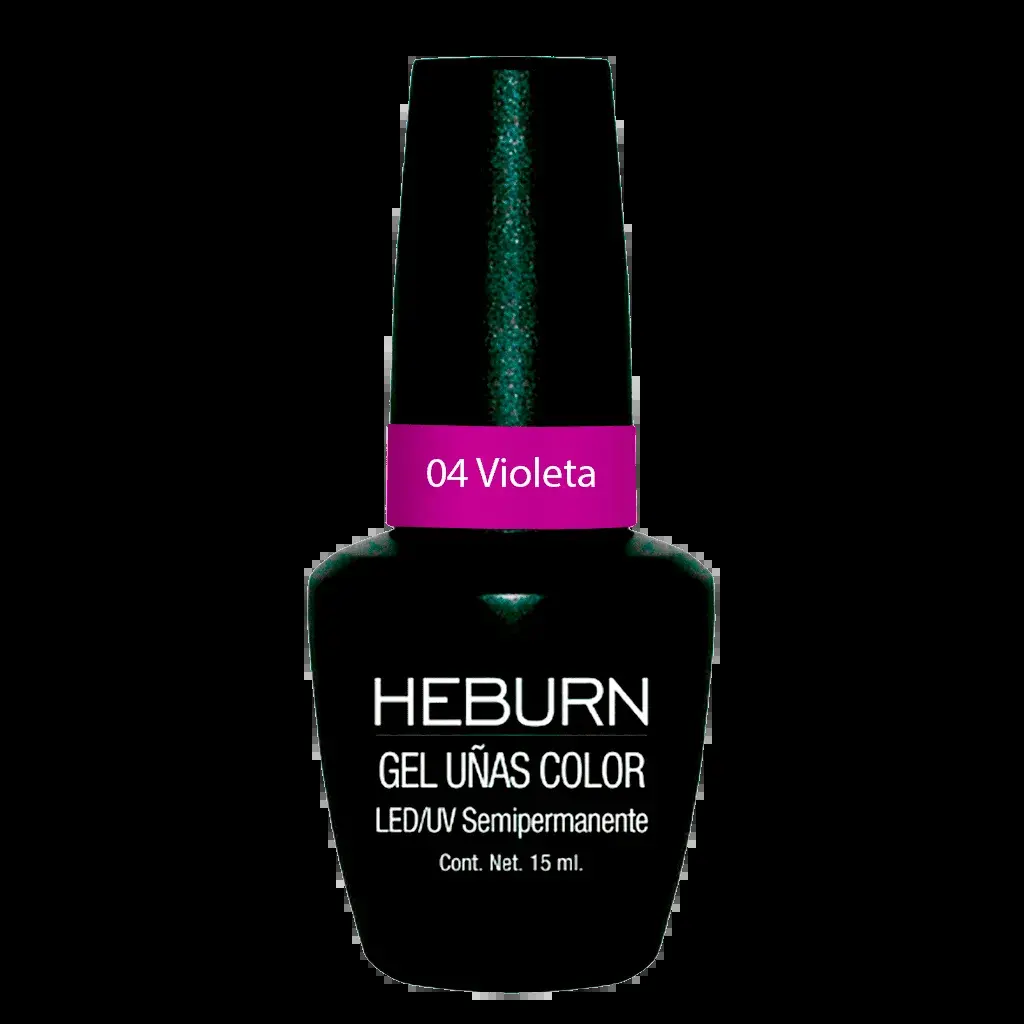 04 Violeta
HEBURN
GEL UÑAS COLOR
LED/UV Semipermanente
Cont. Net. 15 ml.